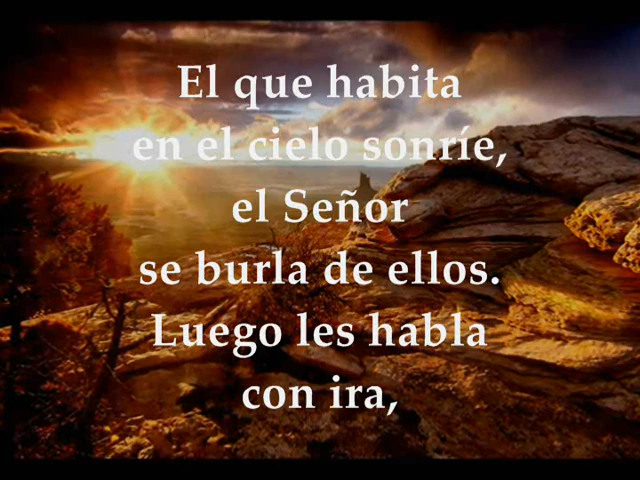 El que habita
en el cielo sonríe,
el Señor
se burla de ellos.
Luego les habla
con ira,